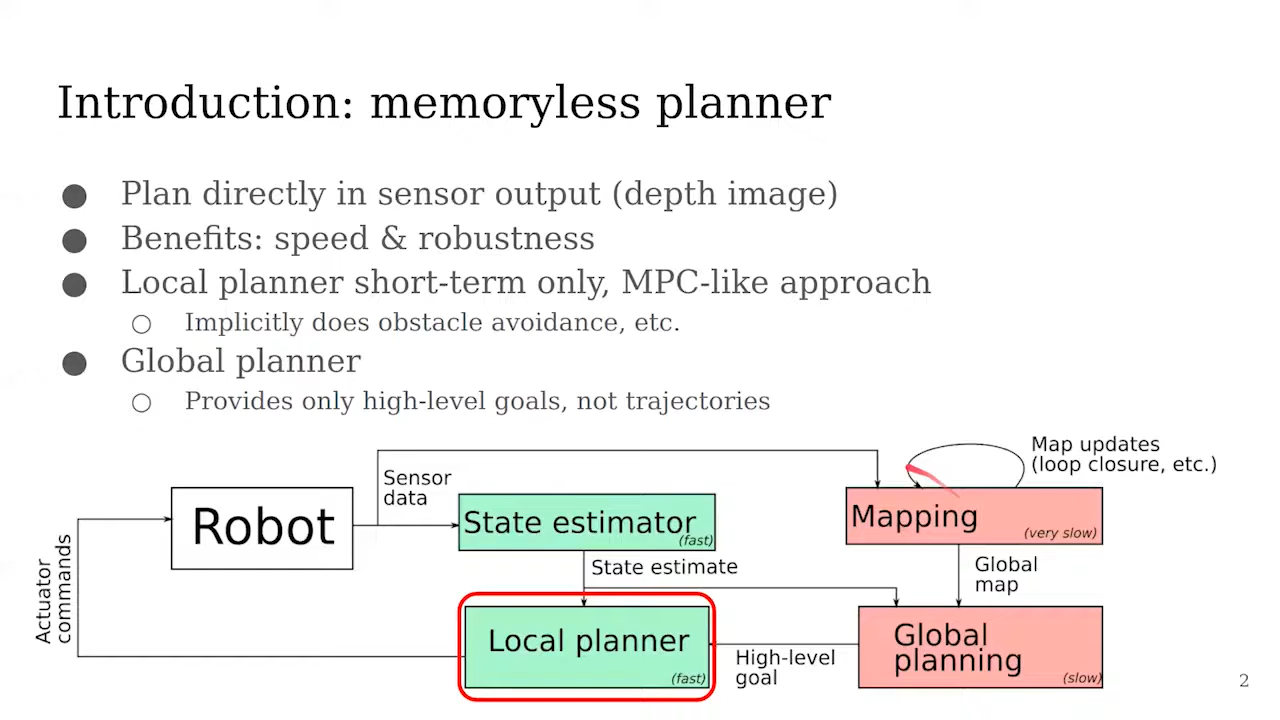 Introduction: memoryless planner
● Plan directly in sensor output (depth image)
● Benefits: speed & robustness
● Local planner short-term only, MPC-like approach
○ Implicitly does obstacle avoidance, etc.
● Global planner
○ Provides only high-level goals, not trajectories
Map updates
(loop closure, etc.)
Sensor
data
Robot
State estimator
(fast)
Mapping
(very slow)
Actuator
commands
State estimate
Global
map
Local planner
(fast)
High-level
goal
Global
planning
(slow)
2